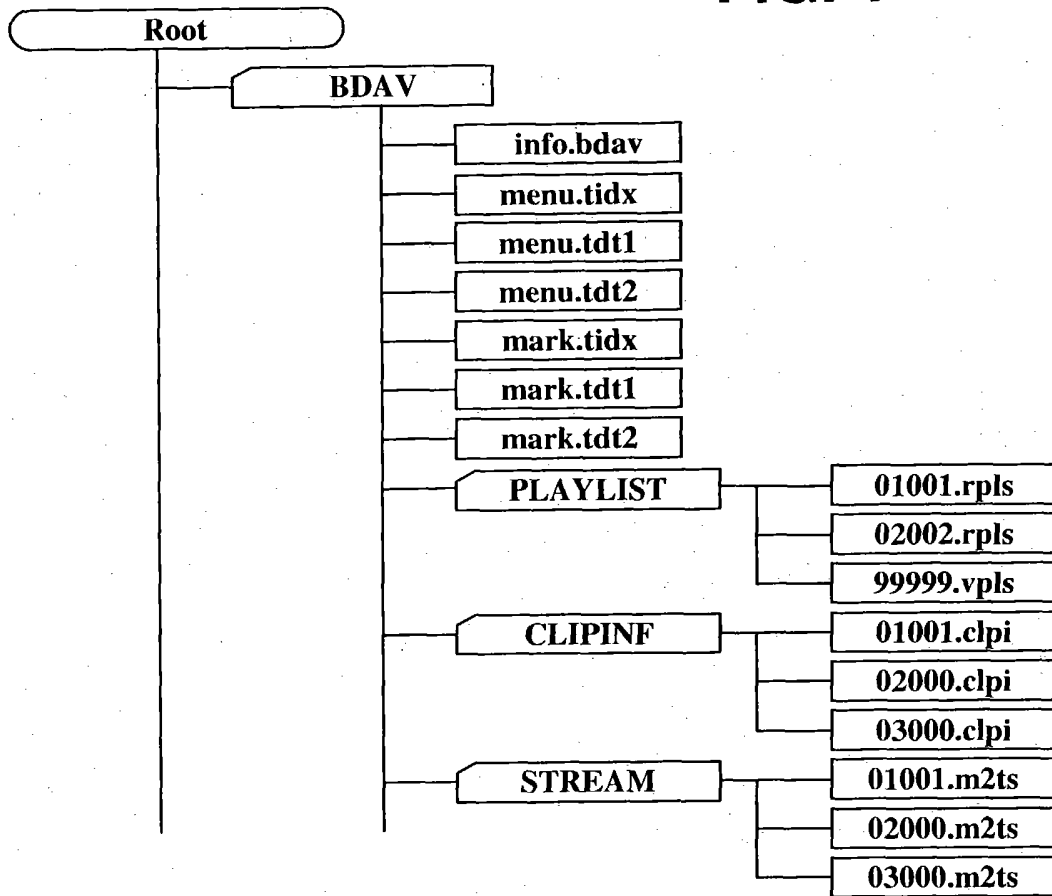 Root
BDAV
info.bdav
menu.tidx
menu.tdt1
menu.tdt2
mark.tidx
mark.tdt1
mark.tdt2
PLAYLIST
01001.rpls
02002.rpls
99999.vpls
CLIPINF
01001.clpi
02000.clpi
03000.clpi
STREAM
01001.m2ts
02000.m2ts
03000.m2ts